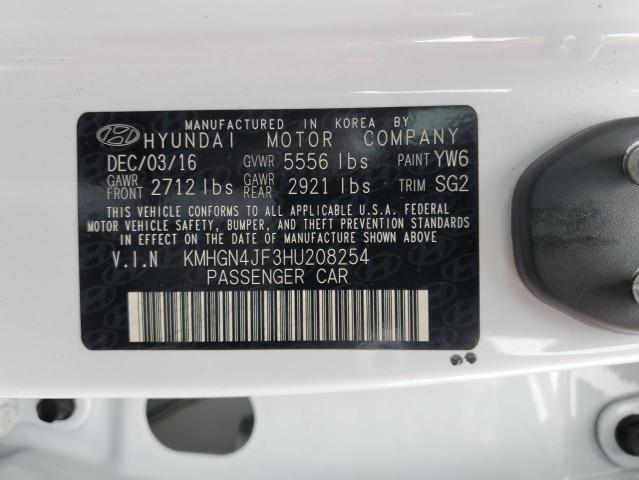 MANUFACTURED IN KOREA BY
HYUNDAI MOTOR COMPANY
DEC/03/16 GVWR 5556 lbs PAINT YW6
GAWR FRONT 2712 lbs GAWR REAR 2921 lbs TRIM SG2
THIS VEHICLE CONFORMS TO ALL APPLICABLE U.S.A. FEDERAL
MOTOR VEHICLE SAFETY, BUMPER, AND THEFT PREVENTION STANDARDS
IN EFFECT ON THE DATE OF MANUFACTURE SHOWN ABOVE.
V.I.N KMHGN4JF3HU208254
PASSENGER CAR